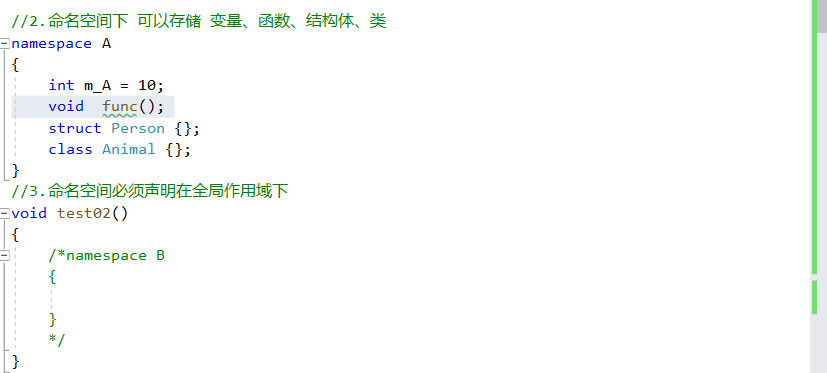 //2.命名空间下 可以存储 变量、函数、结构体、类
namespace A
{
    int m_A = 10;
    void  func();
    struct Person {};
    class Animal {};
}
//3.命名空间必须声明在全局作用域下
void test02()
{
    /*namespace B
    {

    }
    */
}